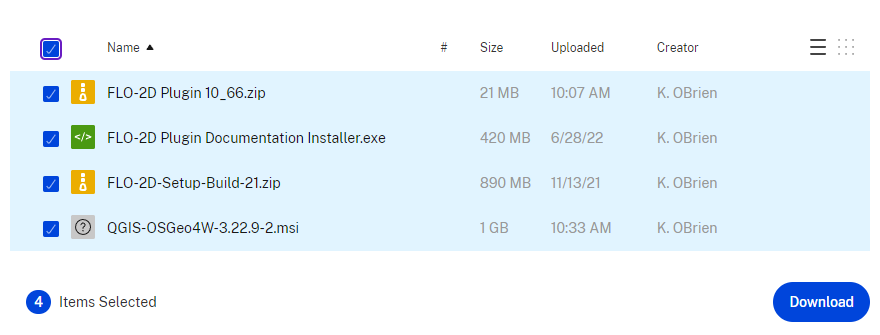 Name ▲ # Size Uploaded Creator
FLO-2D Plugin 10_66.zip 21 MB 10:07 AM K. OBrien
</> FLO-2D Plugin Documentation Installer.exe 420 MB 6/28/22 K. OBrien
FLO-2D-Setup-Build-21.zip 890 MB 11/13/21 K. OBrien
? QGIS-OSGeo4W-3.22.9-2.msi 1 GB 10:33 AM K. OBrien
4 Items Selected Download